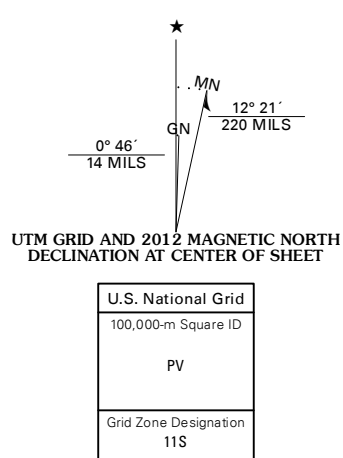 ★
MN
GN
12° 21´
220 MILS
0° 46´
14 MILS
UTM GRID AND 2012 MAGNETIC NORTH
DECLINATION AT CENTER OF SHEET
U.S. National Grid
100,000-m Square ID
PV
Grid Zone Designation
11S